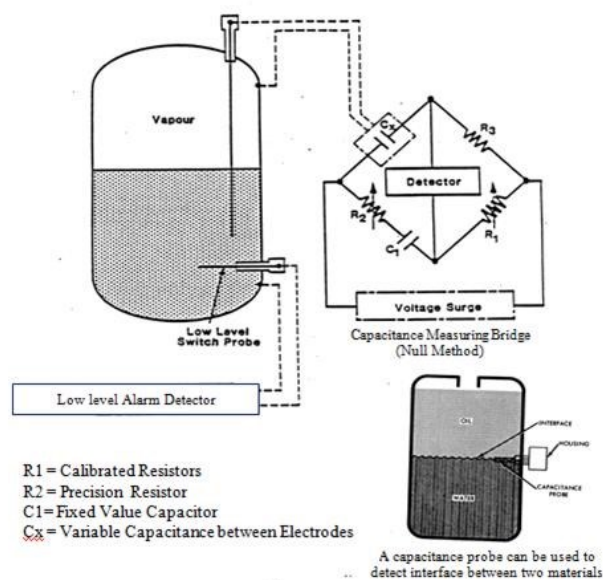 Vapour
Cx
R3
Detector
R2
C1
R1
Voltage Surge
Low Level
Switch Probe
Capacitance Measuring Bridge
(Null Method)
Low level Alarm Detector
OIL
INTERFACE
HOUSING
CAPACITANCE
PROBE
WATER
R1 = Calibrated Resistors
R2 = Precision Resistor
C1= Fixed Value Capacitor
Cx = Variable Capacitance between Electrodes
A capacitance probe can be used to
detect interface between two materials